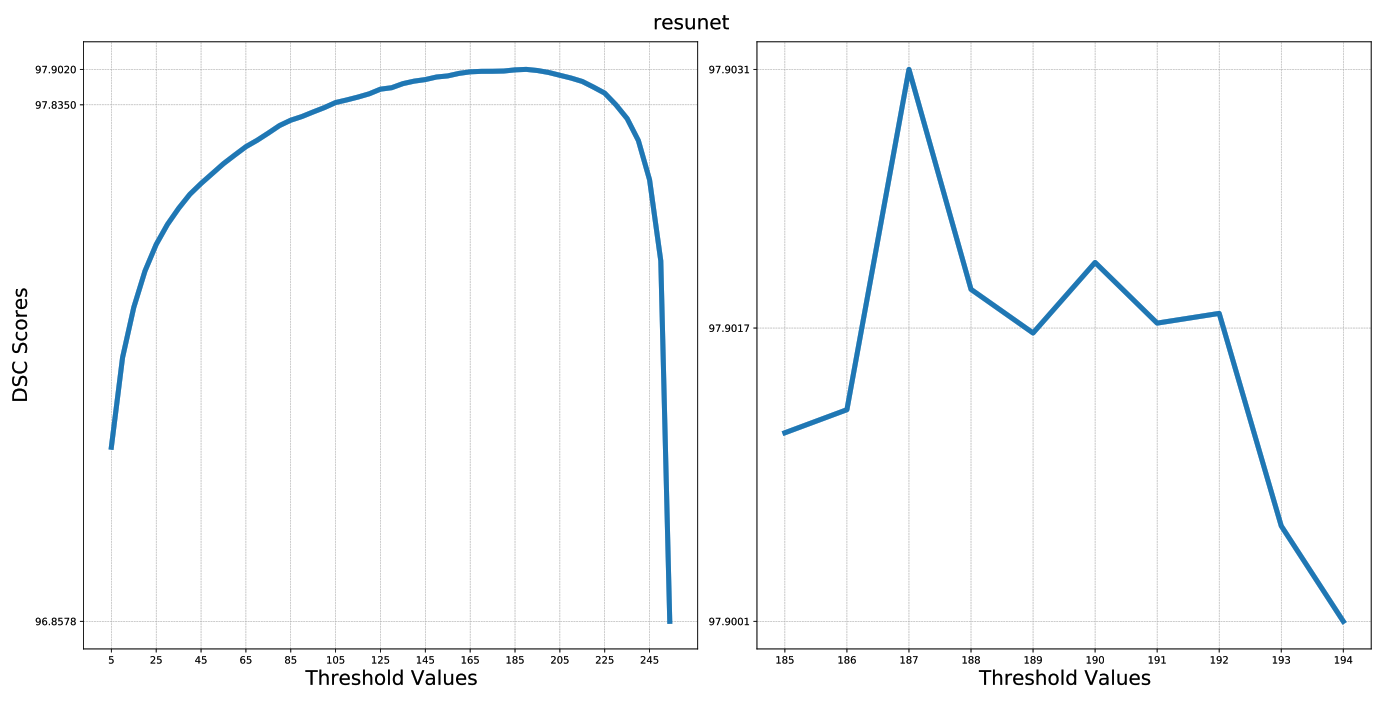 resunet
DSC Scores
97.9020
97.8350
96.8578
5 25 45 65 85 105 125 145 165 185 205 225 245
Threshold Values
97.9031
97.9017
97.9001
185 186 187 188 189 190 191 192 193 194
Threshold Values